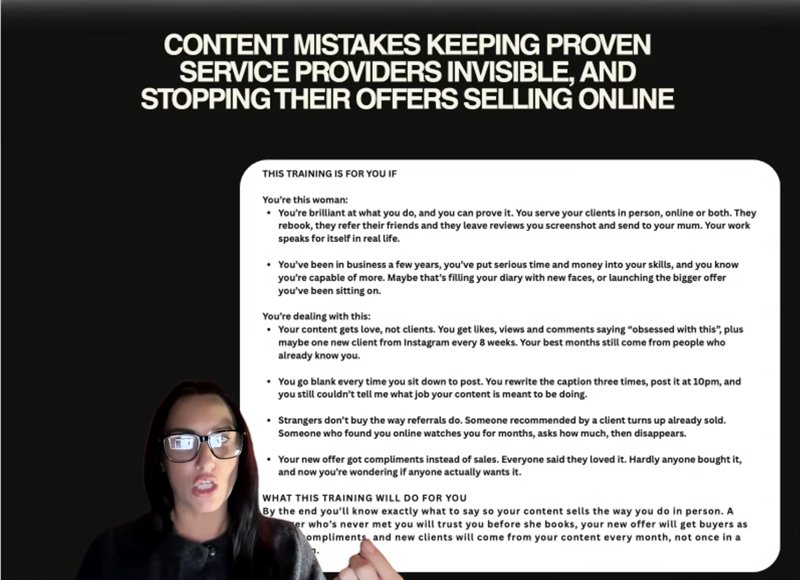 CONTENT MISTAKES KEEPING PROVEN
SERVICE PROVIDERS INVISIBLE, AND
STOPPING THEIR OFFERS SELLING ONLINE
THIS TRAINING IS FOR YOU IF
You're this woman:
• You're brilliant at what you do, and you can prove it. You serve your clients in person, online or both. They
rebook, they refer their friends and they leave reviews you screenshot and send to your mum. Your work
speaks for itself in real life.
• You've been in business a few years, you've put serious time and money into your skills, and you know
you're capable of more. Maybe that's filling your diary with new faces, or launching the bigger offer
you've been sitting on.
You're dealing with this:
• Your content gets love, not clients. You get likes, views and comments saying “obsessed with this”, plus
maybe one new client from Instagram every 8 weeks. Your best months still come from people who
already know you.
• You go blank every time you sit down to post. You rewrite the caption three times, post it at 10pm, and
you still couldn't tell me what job your content is meant to be doing.
• Strangers don't buy the way referrals do. Someone recommended by a client turns up already sold.
Someone who found you online watches you for months, asks how much, then disappears.
• Your new offer got compliments instead of sales. Everyone said they loved it. Hardly anyone bought it,
and now you're wondering if anyone actually wants it.
WHAT THIS TRAINING WILL DO FOR YOU
By the end you'll know exactly what to say so your content sells the way you do in person. A
who's never met you will trust you before she books, your new offer will get buyers as
compliments, and new clients will come from your content every month, not once in a